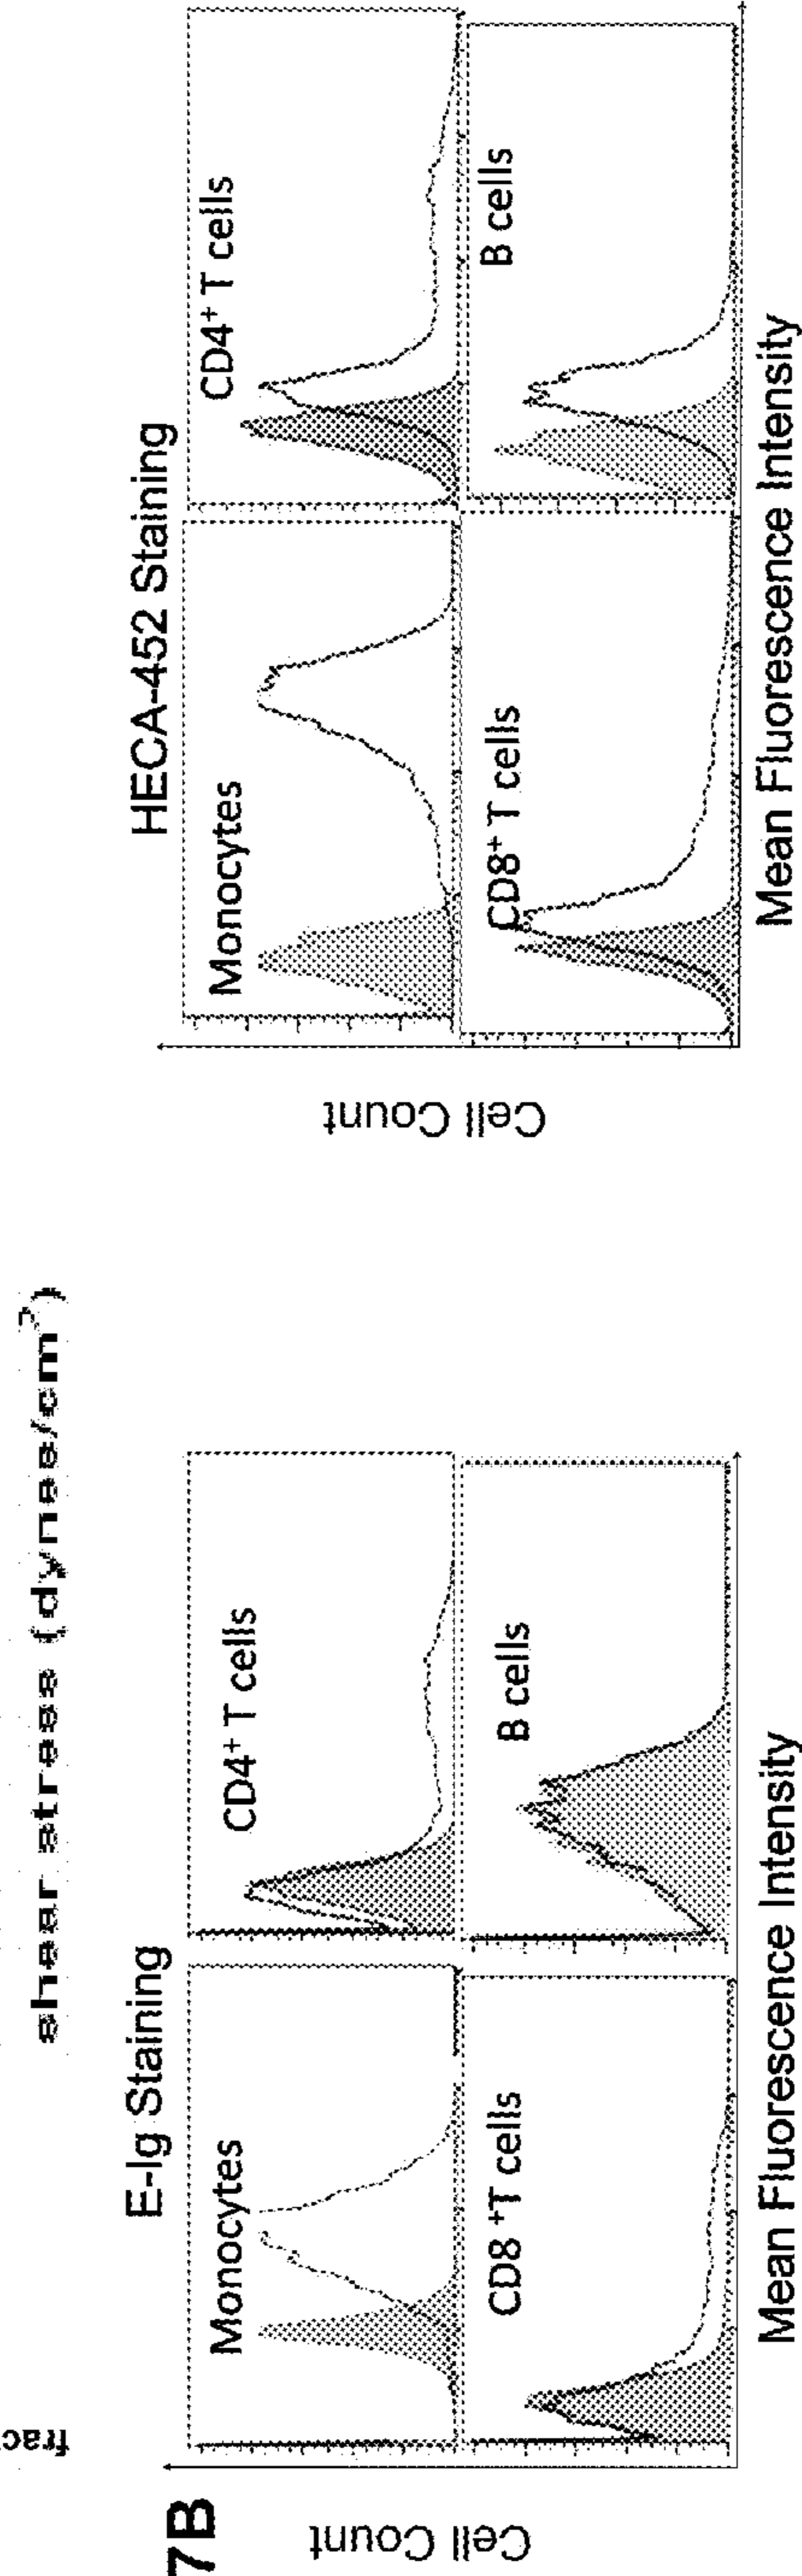 shear stress (dynes/cm²)
7B
E-Ig Staining
Cell Count
Monocytes
CD4⁺ T cells
CD8 ⁺T cells
B cells
Mean Fluorescence Intensity
HECA-452 Staining
Cell Count
Monocytes
CD4⁺ T cells
CD8⁺ T cells
B cells
Mean Fluorescence Intensity